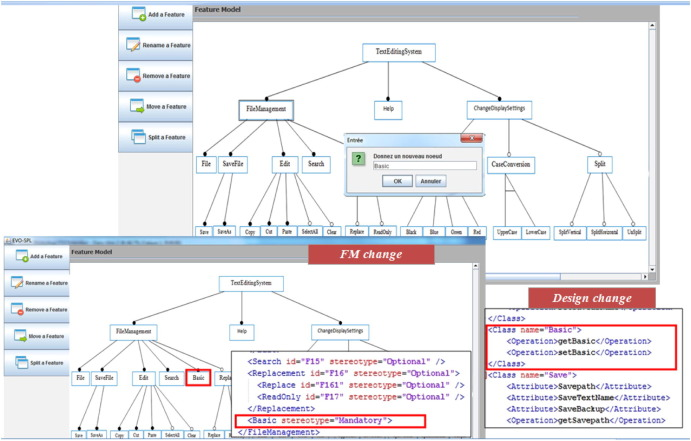 Feature Model
Add a Feature
Rename a Feature
Remove a Feature
Move a Feature
Split a Feature
TextEditingSystem
FileManagement
Help
ChangeDisplaySettings
Entrée
Donnez un nouveau noeud
Basic
OK
Annuler
File
SaveFile
Edit
Search
CaseConversion
Split
Save
SaveAs
Copy
Cut
Paste
SelectAll
Clear
Replace
ReadOnly
Black
Blue
Green
Red
UpperCase
LowerCase
SplitVertical
SplitHorizental
UnSplit
EVO-SPL
FM change
Feature Model
Add a Feature
Rename a Feature
Remove a Feature
Move a Feature
Split a Feature
TextEditingSystem
FileManagement
Help
ChangeDisplaySettings
File
SaveFile
Edit
Search
Basic
Save
SaveAs
Copy
Cut
Paste
SelectAll
Clear
<Search id="F15" stereotype="Optional" />
<Replacement id="F16" stereotype="Optional">
<Replace id="F161" stereotype="Optional" />
<ReadOnly id="F17" stereotype="Optional" />
</Replacement>
<Basic stereotype="Mandatory">
</FileManagement>
Design change
</Class>
<Class name="Basic">
<Operation>getBasic</Operation>
<Operation>setBasic</Operation>
</Class>
<Class name="Save">
<Attribute>Savepath</Attribute>
<Attribute>SaveTextName</Attribute>
<Attribute>SaveBackup</Attribute>
<Operation>getSavepath</Operation>